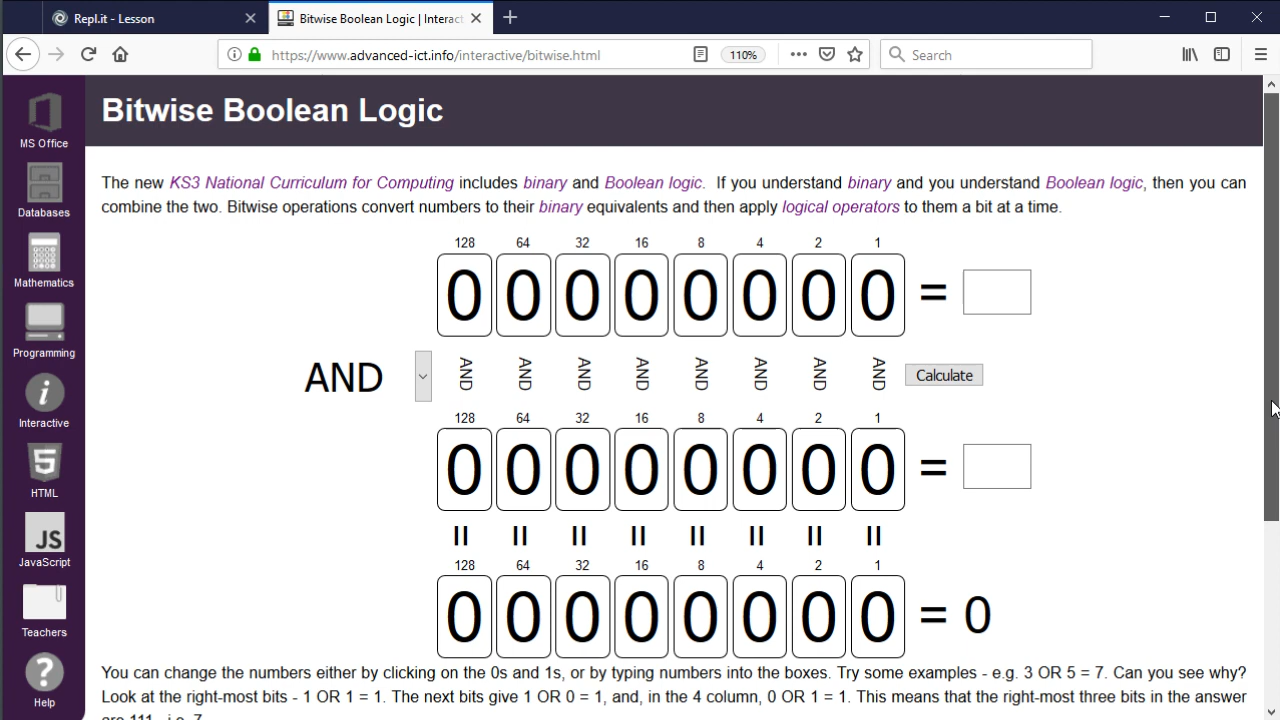 Repl.it - Lesson
Bitwise Boolean Logic | Interac
https://www.advanced-ict.info/interactive/bitwise.html
110%
Search
Bitwise Boolean Logic
MS Office
Databases
Mathematics
Programming
Interactive
HTML
JS
JavaScript
Teachers
Help
The new KS3 National Curriculum for Computing includes binary and Boolean logic. If you understand binary and you understand Boolean logic, then you can
combine the two. Bitwise operations convert numbers to their binary equivalents and then apply logical operators to them a bit at a time.
128 64 32 16 8 4 2 1
0 0 0 0 0 0 0 0 =
AND AND AND AND AND AND AND AND AND Calculate
128 64 32 16 8 4 2 1
0 0 0 0 0 0 0 0 =
= = = = = = = =
128 64 32 16 8 4 2 1
0 0 0 0 0 0 0 0 = 0
You can change the numbers either by clicking on the 0s and 1s, or by typing numbers into the boxes. Try some examples - e.g. 3 OR 5 = 7. Can you see why?
Look at the right-most bits - 1 OR 1 = 1. The next bits give 1 OR 0 = 1, and, in the 4 column, 0 OR 1 = 1. This means that the right-most three bits in the answer
are 111 - i.e. 7.